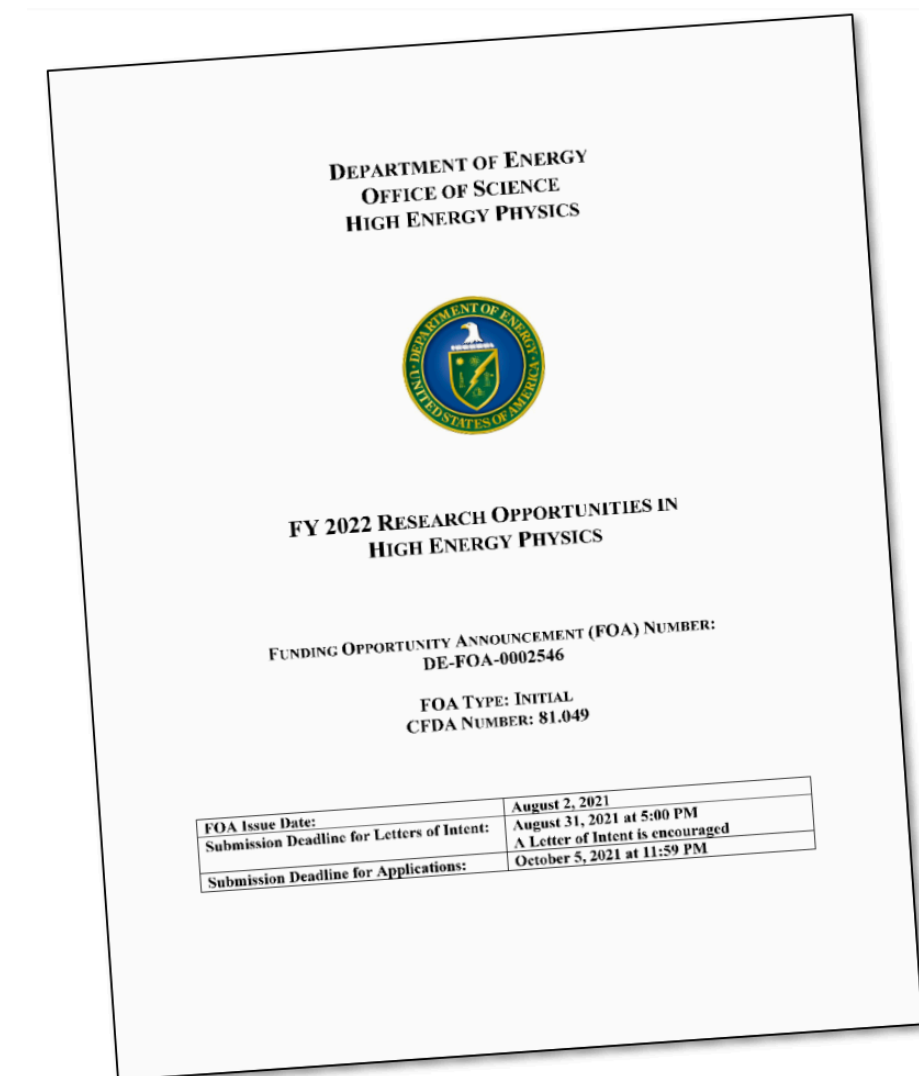 DEPARTMENT OF ENERGY
OFFICE OF SCIENCE
HIGH ENERGY PHYSICS
DEPARTMENT OF ENERGY
UNITED STATES OF AMERICA
FY 2022 RESEARCH OPPORTUNITIES IN
HIGH ENERGY PHYSICS
FUNDING OPPORTUNITY ANNOUNCEMENT (FOA) NUMBER:
DE-FOA-0002546
FOA TYPE: INITIAL
CFDA NUMBER: 81.049
FOA Issue Date: August 2, 2021
Submission Deadline for Letters of Intent: August 31, 2021 at 5:00 PM
A Letter of Intent is encouraged
Submission Deadline for Applications: October 5, 2021 at 11:59 PM